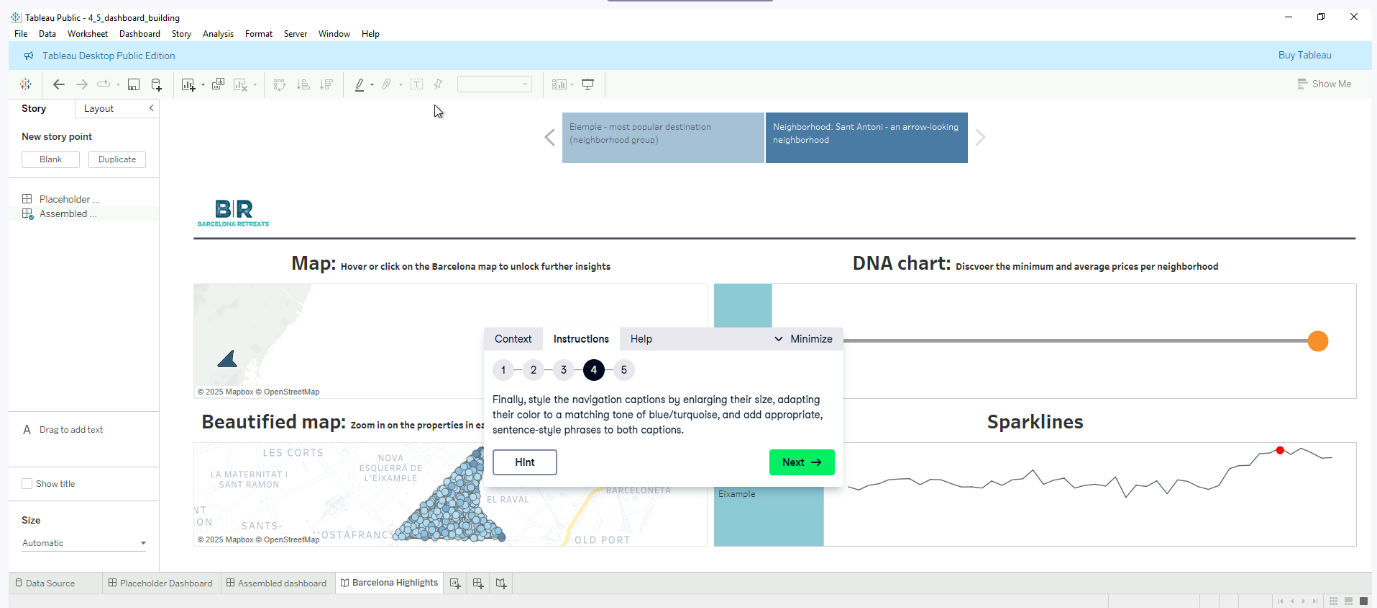 Tableau Public - 4_5_dashboard_building
File Data Worksheet Dashboard Story Analysis Format Server Window Help
Tableau Desktop Public Edition
Buy Tableau
Show Me
Story
Layout
New story point
Blank
Duplicate
Placeholder ...
Assembled ...
A Drag to add text
Show title
Size
Automatic
Eiemple - most popular destination
(neighborhood group)
Neighborhood: Sant Antoni - an arrow-looking
neighborhood
B|R
BARCELONA RETREATS
Map: Hover or click on the Barcelona map to unlock further insights
DNA chart: Discvoer the minimum and average prices per neighborhood
© 2025 Mapbox © OpenStreetMap
Context
Instructions
Help
Minimize
1
2
3
4
5
Finally, style the navigation captions by enlarging their size, adapting
their color to a matching tone of blue/turquoise, and add appropriate,
sentence-style phrases to both captions.
Hint
Next
Beautified map: Zoom in on the properties in ea
Sparklines
LES CORTS
NOVA
ESQUERRA DE
L'EIXAMPLE
LA MATERNITAT I
SANT RAMON
EL RAVAL
BARCELONETA
NT
ION
SANTS-
HOSTAFRANCS
OLD PORT
© 2025 Mapbox © OpenStreetMap
Eixample
Data Source
Placeholder Dashboard
Assembled dashboard
Barcelona Highlights